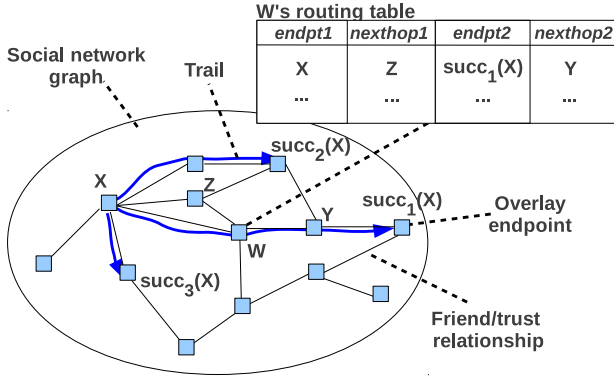 W's routing table
endpt1 nexthop1 endpt2 nexthop2
X Z succ₁(X) Y
... ... ... ...
Social network
graph
Trail
succ₂(X)
X
Z
succ₁(X)
Y
Overlay
endpoint
W
succ₃(X)
Friend/trust
relationship